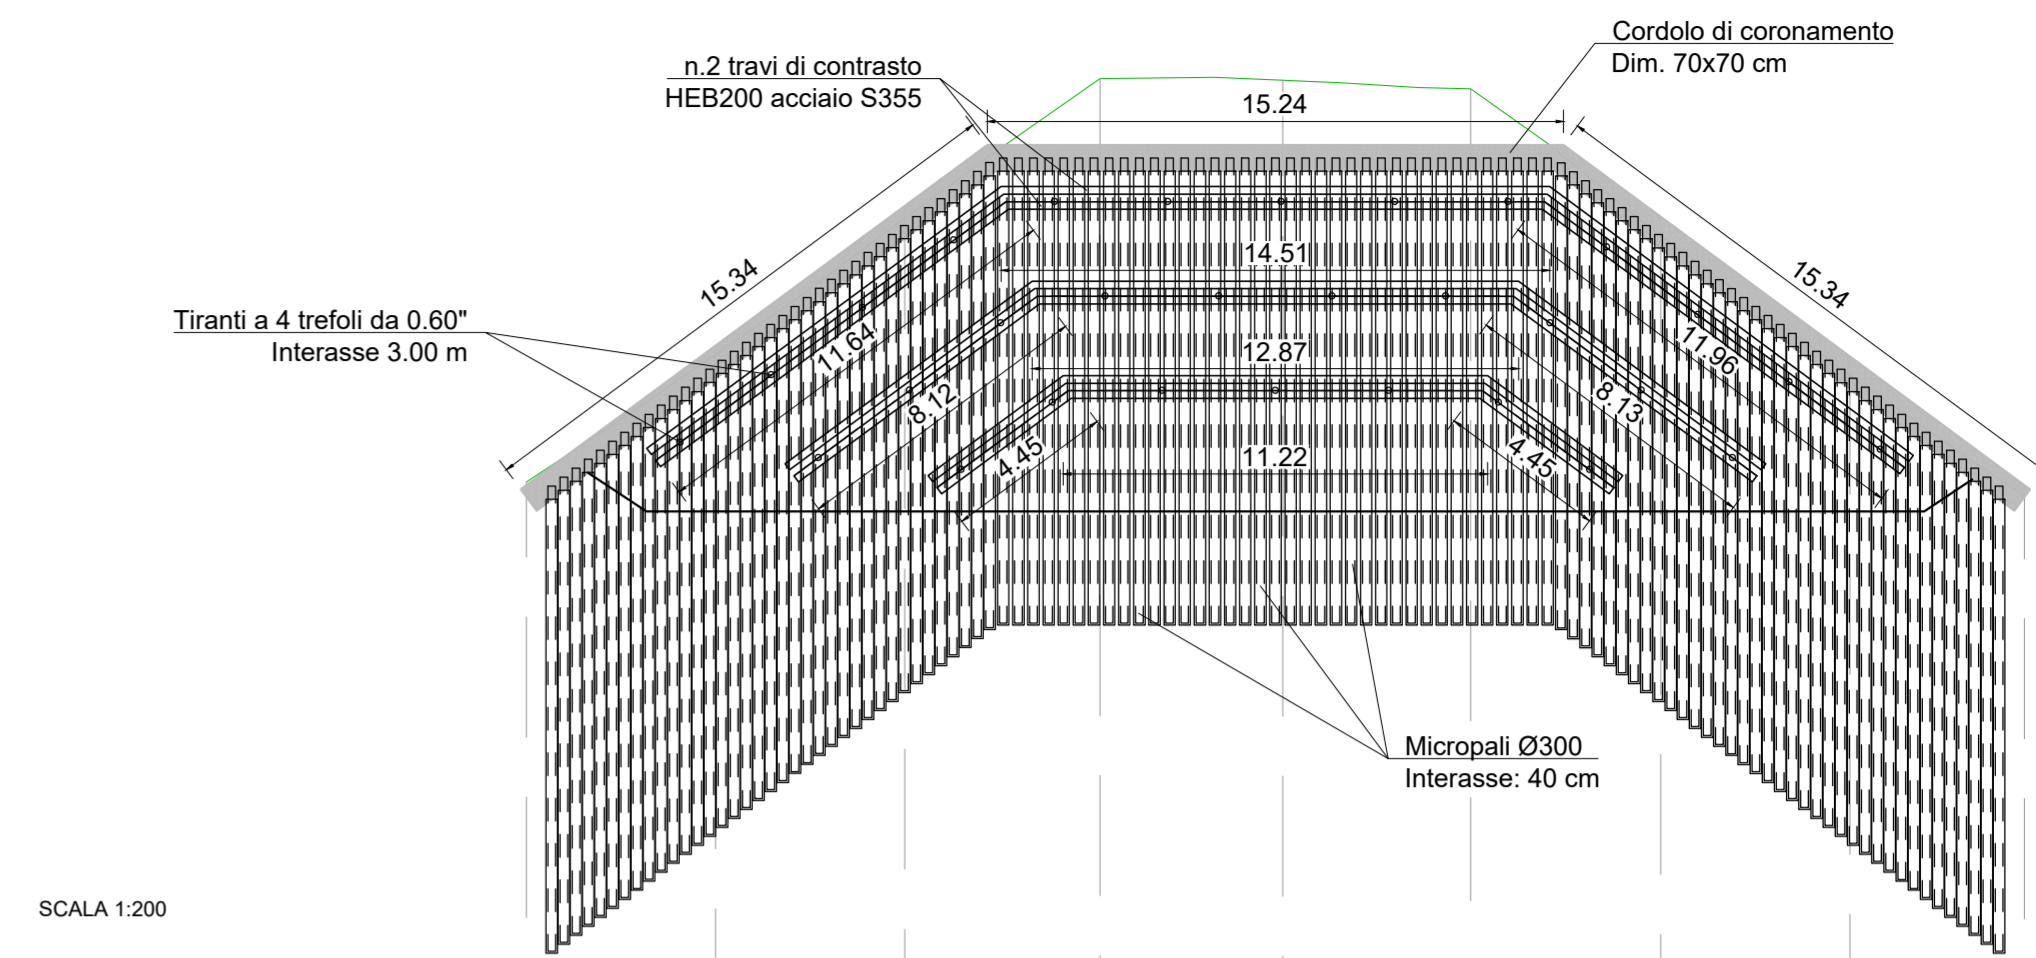 Cordolo di coronamento
Dim. 70x70 cm
n.2 travi di contrasto
HEB200 acciaio S355
15.24
15.34
15.34
14.51
Tiranti a 4 trefoli da 0.60"
Interasse 3.00 m
11.64
11.96
12.87
8.12
8.13
4.45
11.22
4.45
Micropali Ø300
Interasse: 40 cm
SCALA 1:200